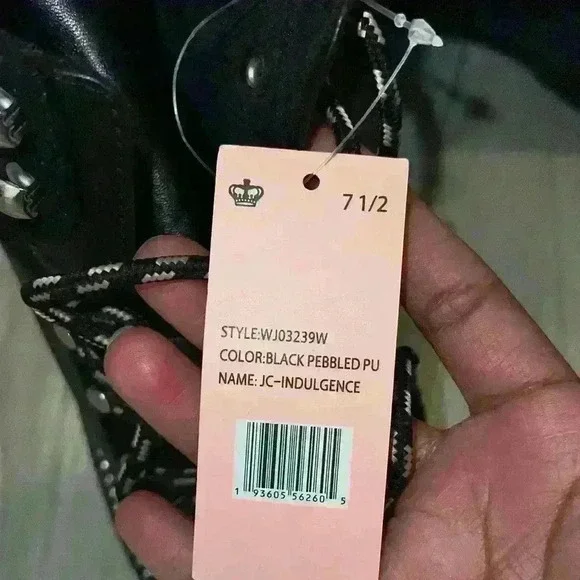 7 1/2
STYLE:WJ03239W
COLOR:BLACK PEBBLED PU
NAME: JC-INDULGENCE
1 93605 56260 5